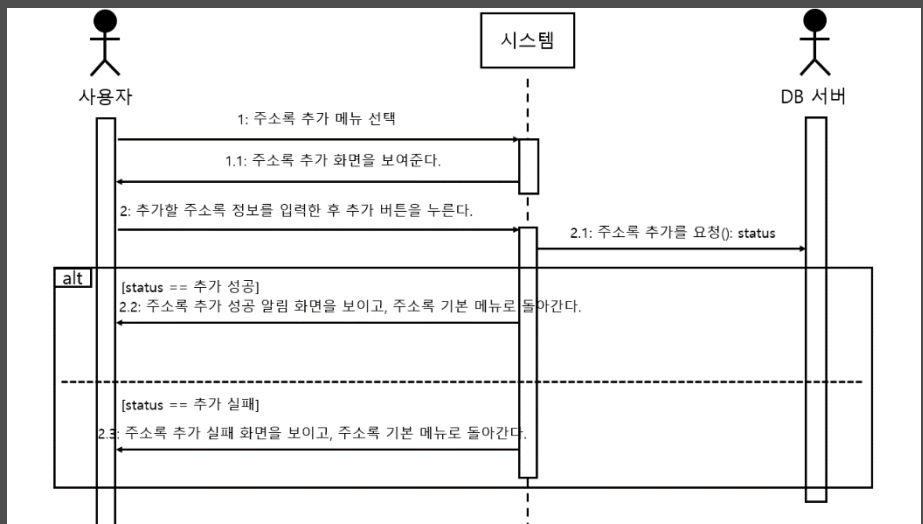 시스템
사용자
DB 서버
1: 주소록 추가 메뉴 선택
1.1: 주소록 추가 화면을 보여준다.
2: 추가할 주소록 정보를 입력한 후 추가 버튼을 누른다.
2.1: 주소록 추가를 요청(): status
alt
[status == 추가 성공]
2.2: 주소록 추가 성공 알림 화면을 보이고, 주소록 기본 메뉴로 돌아간다.
[status == 추가 실패]
2.3: 주소록 추가 실패 화면을 보이고, 주소록 기본 메뉴로 돌아간다.